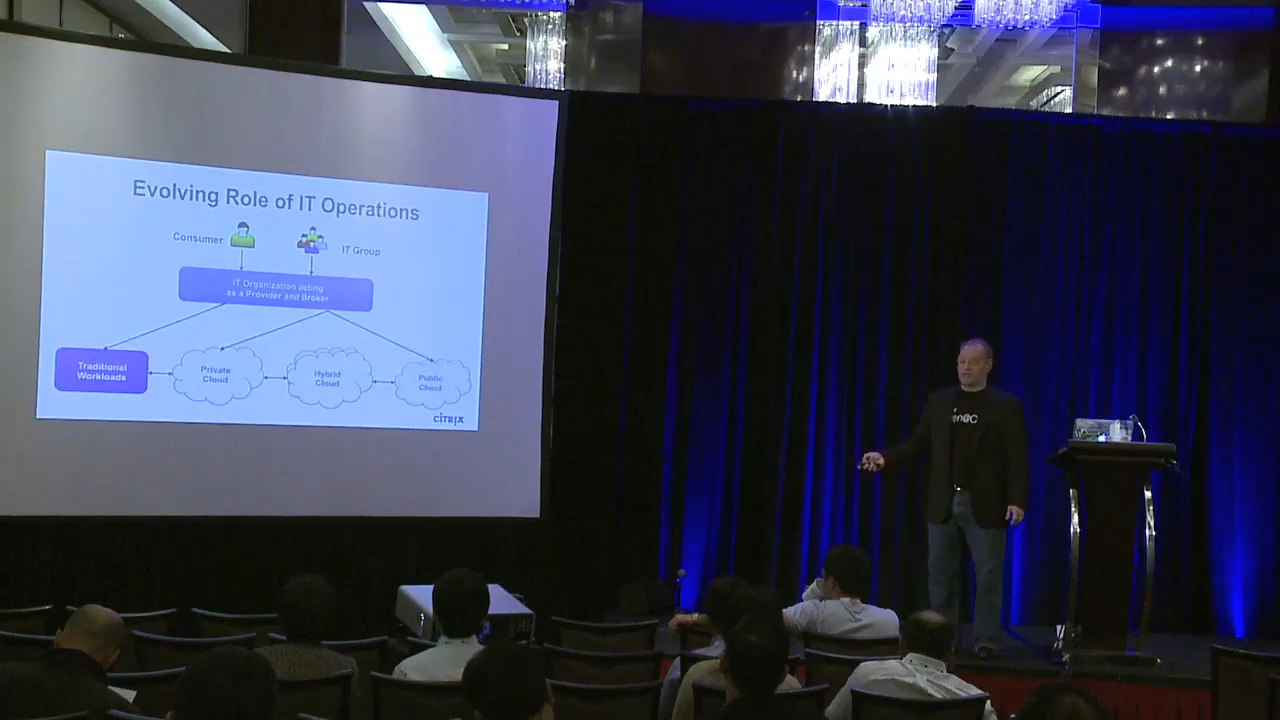 Evolving Role of IT Operations
Consumer
IT Group
IT Organization acting
as a Provider and Broker
Traditional
Workloads
Private
Cloud
Hybrid
Cloud
Public
Cloud
CITRIX